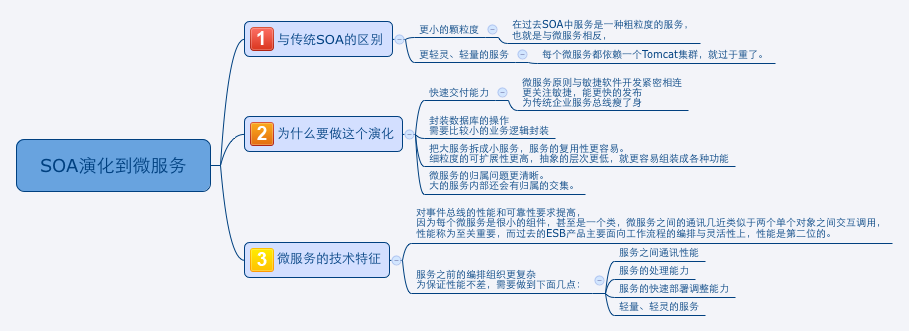 SOA演化到微服务
1 与传统SOA的区别
更小的颗粒度
在过去SOA中服务是一种粗粒度的服务，
也就是与微服务相反，
更轻灵、轻量的服务
每个微服务都依赖一个Tomcat集群，就过于重了。
2 为什么要做这个演化
快速交付能力
微服务原则与敏捷软件开发紧密相连
更关注敏捷，能更快的发布
为传统企业服务总线瘦了身
封装数据库的操作
需要比较小的业务逻辑封装
把大服务拆成小服务，服务的复用性更容易。
细粒度的可扩展性更高，抽象的层次更低，就更容易组装成各种功能
微服务的归属问题更清晰。
大的服务内部还会有归属的交集。
3 微服务的技术特征
对事件总线的性能和可靠性要求提高，
因为每个微服务是很小的组件，甚至是一个类，微服务之间的通讯几近类似于两个单个对象之间交互调用，
性能称为至关重要，而过去的ESB产品主要面向工作流程的编排与灵活性上，性能是第二位的。
服务之前的编排组织更复杂
为保证性能不差，需要做到下面几点：
服务之间通讯性能
服务的处理能力
服务的快速部署调整能力
轻量、轻灵的服务